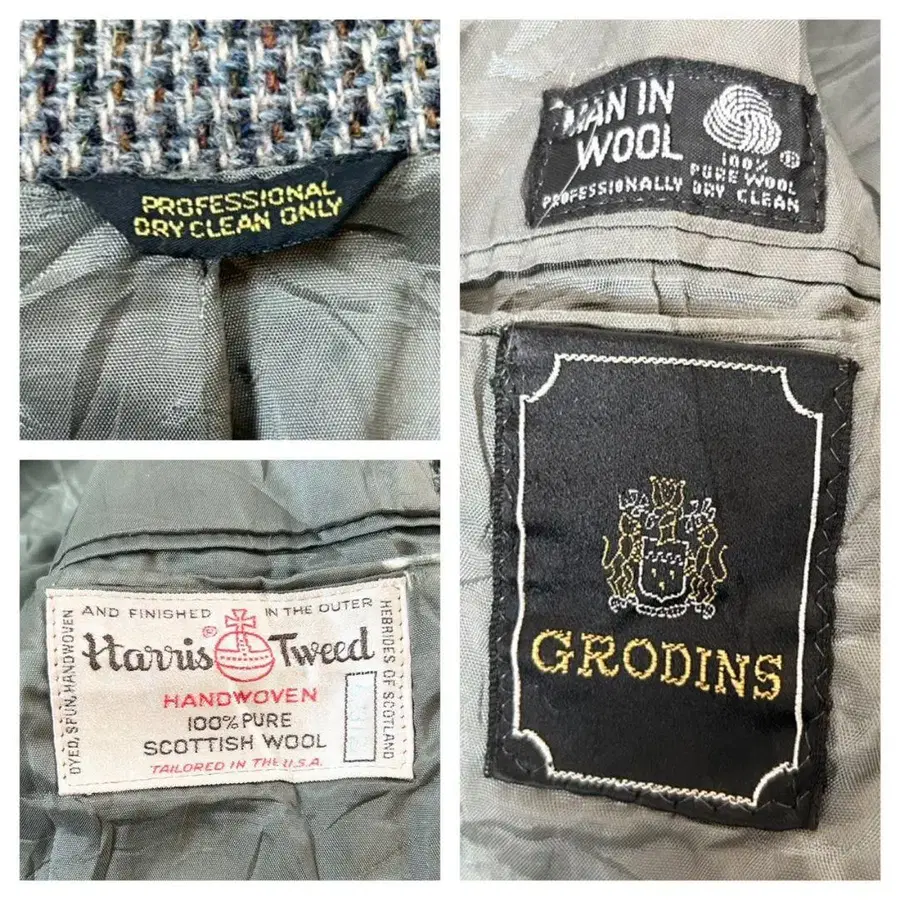 PROFESSIONAL
DRY CLEAN ONLY
MAN IN
WOOL
100%
PURE WOOL
®
PROFESSIONALLY DRY CLEAN
GRODINS
DYED, SPUN, HANDWOVEN
AND FINISHED IN THE OUTER
HEBRIDES OF SCOTLAND
Harris® Tweed
HANDWOVEN
100% PURE
SCOTTISH WOOL
TAILORED IN THE U.S.A.